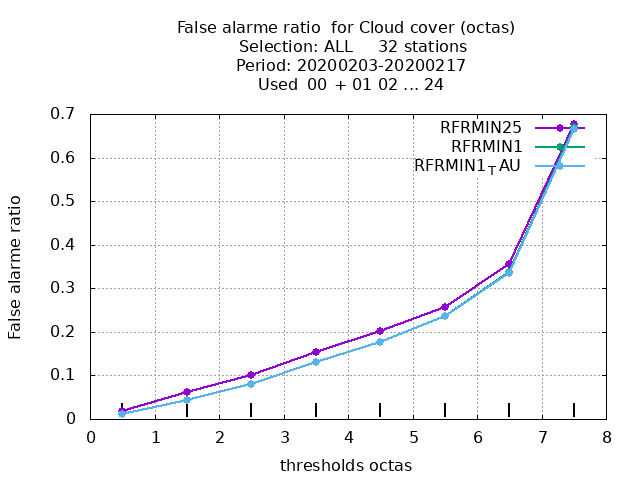 False alarme ratio  for Cloud cover (octas)
Selection: ALL     32 stations
Period: 20200203-20200217
Used  00  + 01 02 ... 24
RFRMIN25
RFRMIN1
RFRMIN1TAU
False alarme ratio
0.7
0.6
0.5
0.4
0.3
0.2
0.1
0
0 1 2 3 4 5 6 7 8
thresholds octas